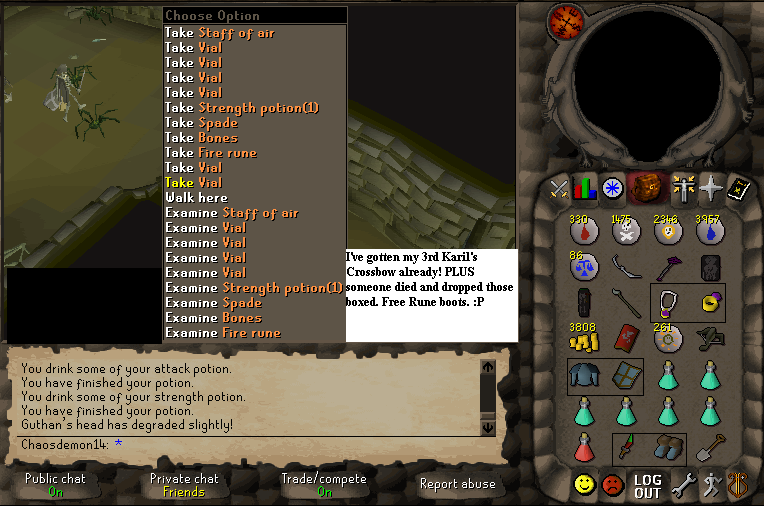 Choose Option
Take Staff of air
Take Vial
Take Vial
Take Vial
Take Vial
Take Strength potion(1)
Take Spade
Take Bones
Take Fire rune
Take Vial
Take Vial
Walk here
Examine Staff of air
Examine Vial
Examine Vial
Examine Vial
Examine Vial
Examine Strength potion(1)
Examine Spade
Examine Bones
Examine Fire rune
I've gotten my 3rd Karil's
Crossbow already! PLUS
someone died and dropped those
boxed. Free Rune boots. :P
330 1475 2346 3957
86
3808 261
You drink some of your attack potion.
You have finished your potion.
You drink some of your strength potion.
You have finished your potion.
Guthan's head has degraded slightly!
Chaosdemon14: *
Public chat
On
Private chat
Friends
Trade/compete
On
Report abuse
LOG
OUT